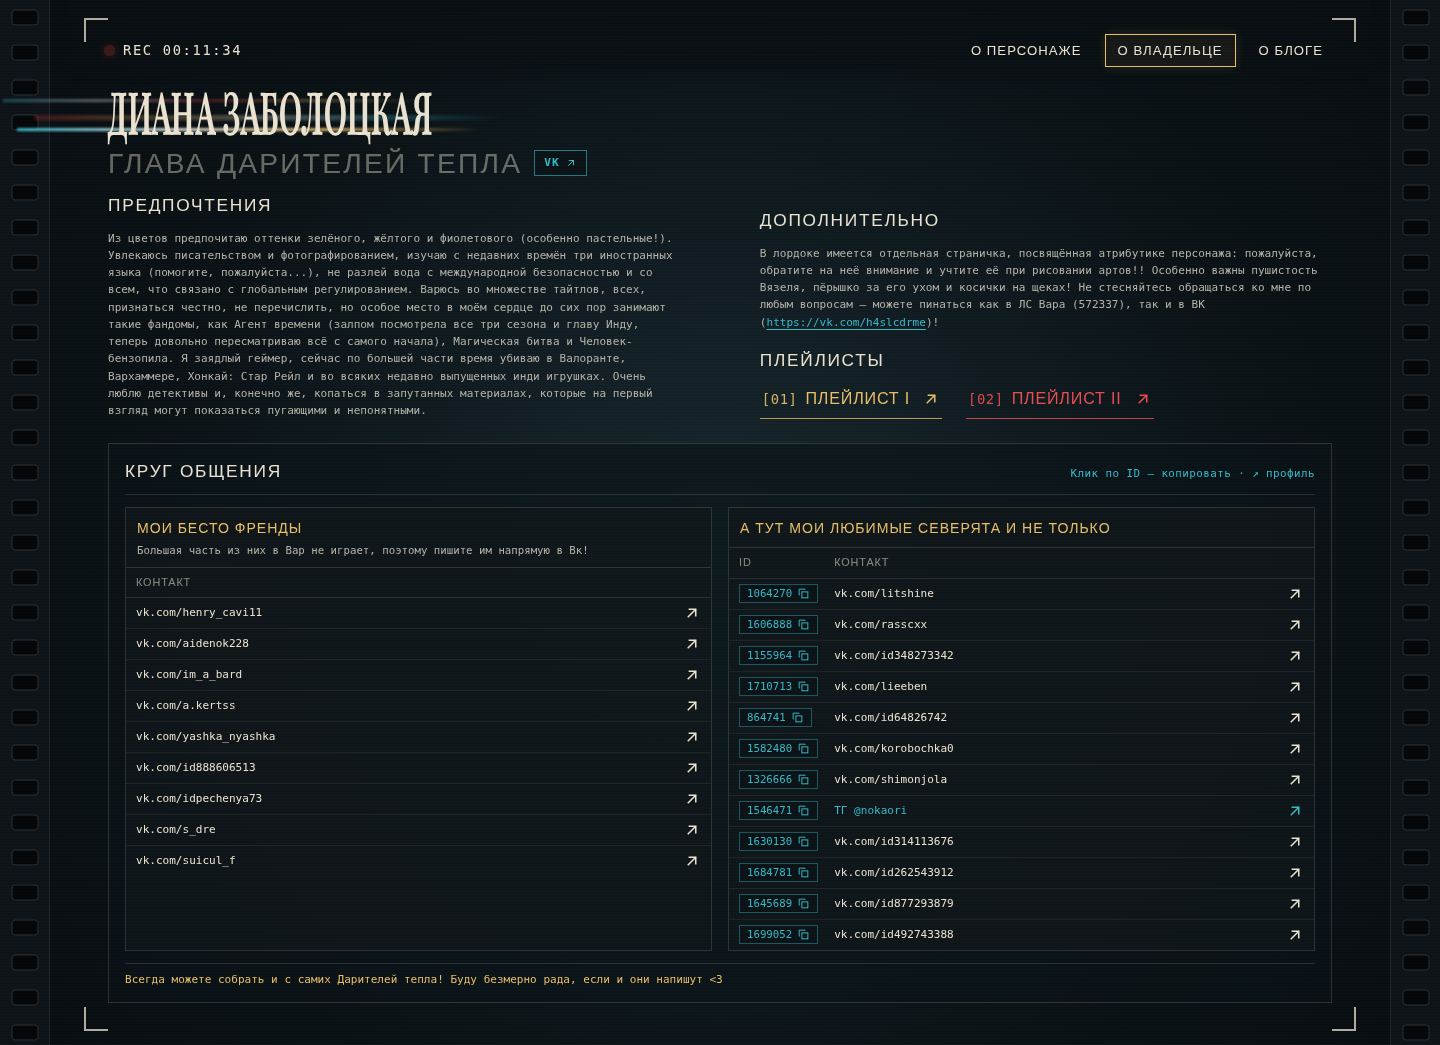 REC 00:11:34
О ПЕРСОНАЖЕ
О ВЛАДЕЛЬЦЕ
О БЛОГЕ
ДИАНА ЗАБОЛОЦКАЯ
ГЛАВА ДАРИТЕЛЕЙ ТЕПЛА
VK ↗
ПРЕДПОЧТЕНИЯ
Из цветов предпочитаю оттенки зелёного, жёлтого и фиолетового (особенно пастельные!).
Увлекаюсь писательством и фотографированием, изучаю с недавних времён три иностранных
языка (помогите, пожалуйста...), не разлей вода с международной безопасностью и со
всем, что связано с глобальным регулированием. Варюсь во множестве тайтлов, всех,
признаться честно, не перечислить, но особое место в моём сердце до сих пор занимают
такие фандомы, как Агент времени (залпом посмотрела все три сезона и главу Инду,
теперь довольно пересматриваю всё с самого начала), Магическая битва и Человек-
бензопила. Я заядлый геймер, сейчас по большей части время убиваю в Валоранте,
Вархаммере, Хонкай: Стар Рейл и во всяких недавно выпущенных инди игрушках. Очень
люблю детективы и, конечно же, копаться в запутанных материалах, которые на первый
взгляд могут показаться пугающими и непонятными.
ДОПОЛНИТЕЛЬНО
В лордоке имеется отдельная страничка, посвящённая атрибутике персонажа: пожалуйста,
обратите на неё внимание и учтите её при рисовании артов!! Особенно важны пушистость
Вязеля, пёрышко за его ухом и косички на щеках! Не стесняйтесь обращаться ко мне по
любым вопросам — можете пинаться как в ЛС Вара (572337), так и в ВК
(https://vk.com/h4slcdrme)!
ПЛЕЙЛИСТЫ
[01] ПЛЕЙЛИСТ I ↗
[02] ПЛЕЙЛИСТ II ↗
КРУГ ОБЩЕНИЯ
Клик по ID — копировать · ↗ профиль
МОИ БЕСТО ФРЕНДЫ
Большая часть из них в Вар не играет, поэтому пишите им напрямую в Вк!
КОНТАКТ
vk.com/henry_cavi11
vk.com/aidenok228
vk.com/im_a_bard
vk.com/a.kertss
vk.com/yashka_nyashka
vk.com/id888606513
vk.com/idpechenya73
vk.com/s_dre
vk.com/suicul_f
А ТУТ МОИ ЛЮБИМЫЕ СЕВЕРЯТА И НЕ ТОЛЬКО
ID КОНТАКТ
1064270 vk.com/litshine
1606888 vk.com/rasscxx
1155964 vk.com/id348273342
1710713 vk.com/lieeben
864741 vk.com/id64826742
1582480 vk.com/korobochka0
1326666 vk.com/shimonjola
1546471 ТГ @nokaori
1630130 vk.com/id314113676
1684781 vk.com/id262543912
1645689 vk.com/id877293879
1699052 vk.com/id492743388
Всегда можете собрать и с самих Дарителей тепла! Буду безмерно рада, если и они напишут <3